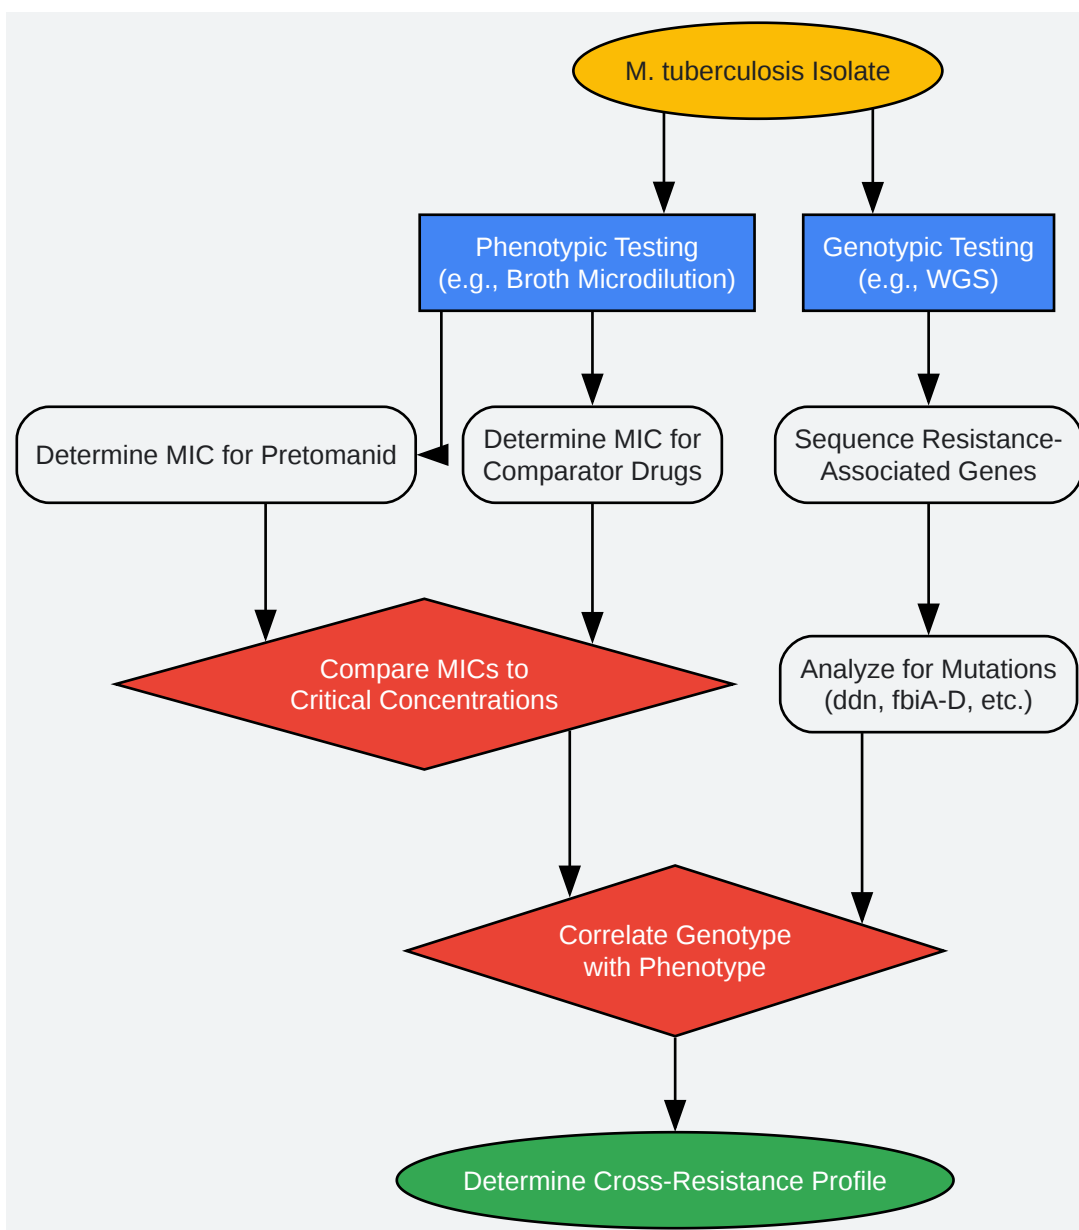 M. tuberculosis Isolate
Phenotypic Testing
(e.g., Broth Microdilution)
Genotypic Testing
(e.g., WGS)
Determine MIC for Pretomanid
Determine MIC for
Comparator Drugs
Sequence Resistance-
Associated Genes
Compare MICs to
Critical Concentrations
Analyze for Mutations
(ddn, fbiA-D, etc.)
Correlate Genotype
with Phenotype
Determine Cross-Resistance Profile